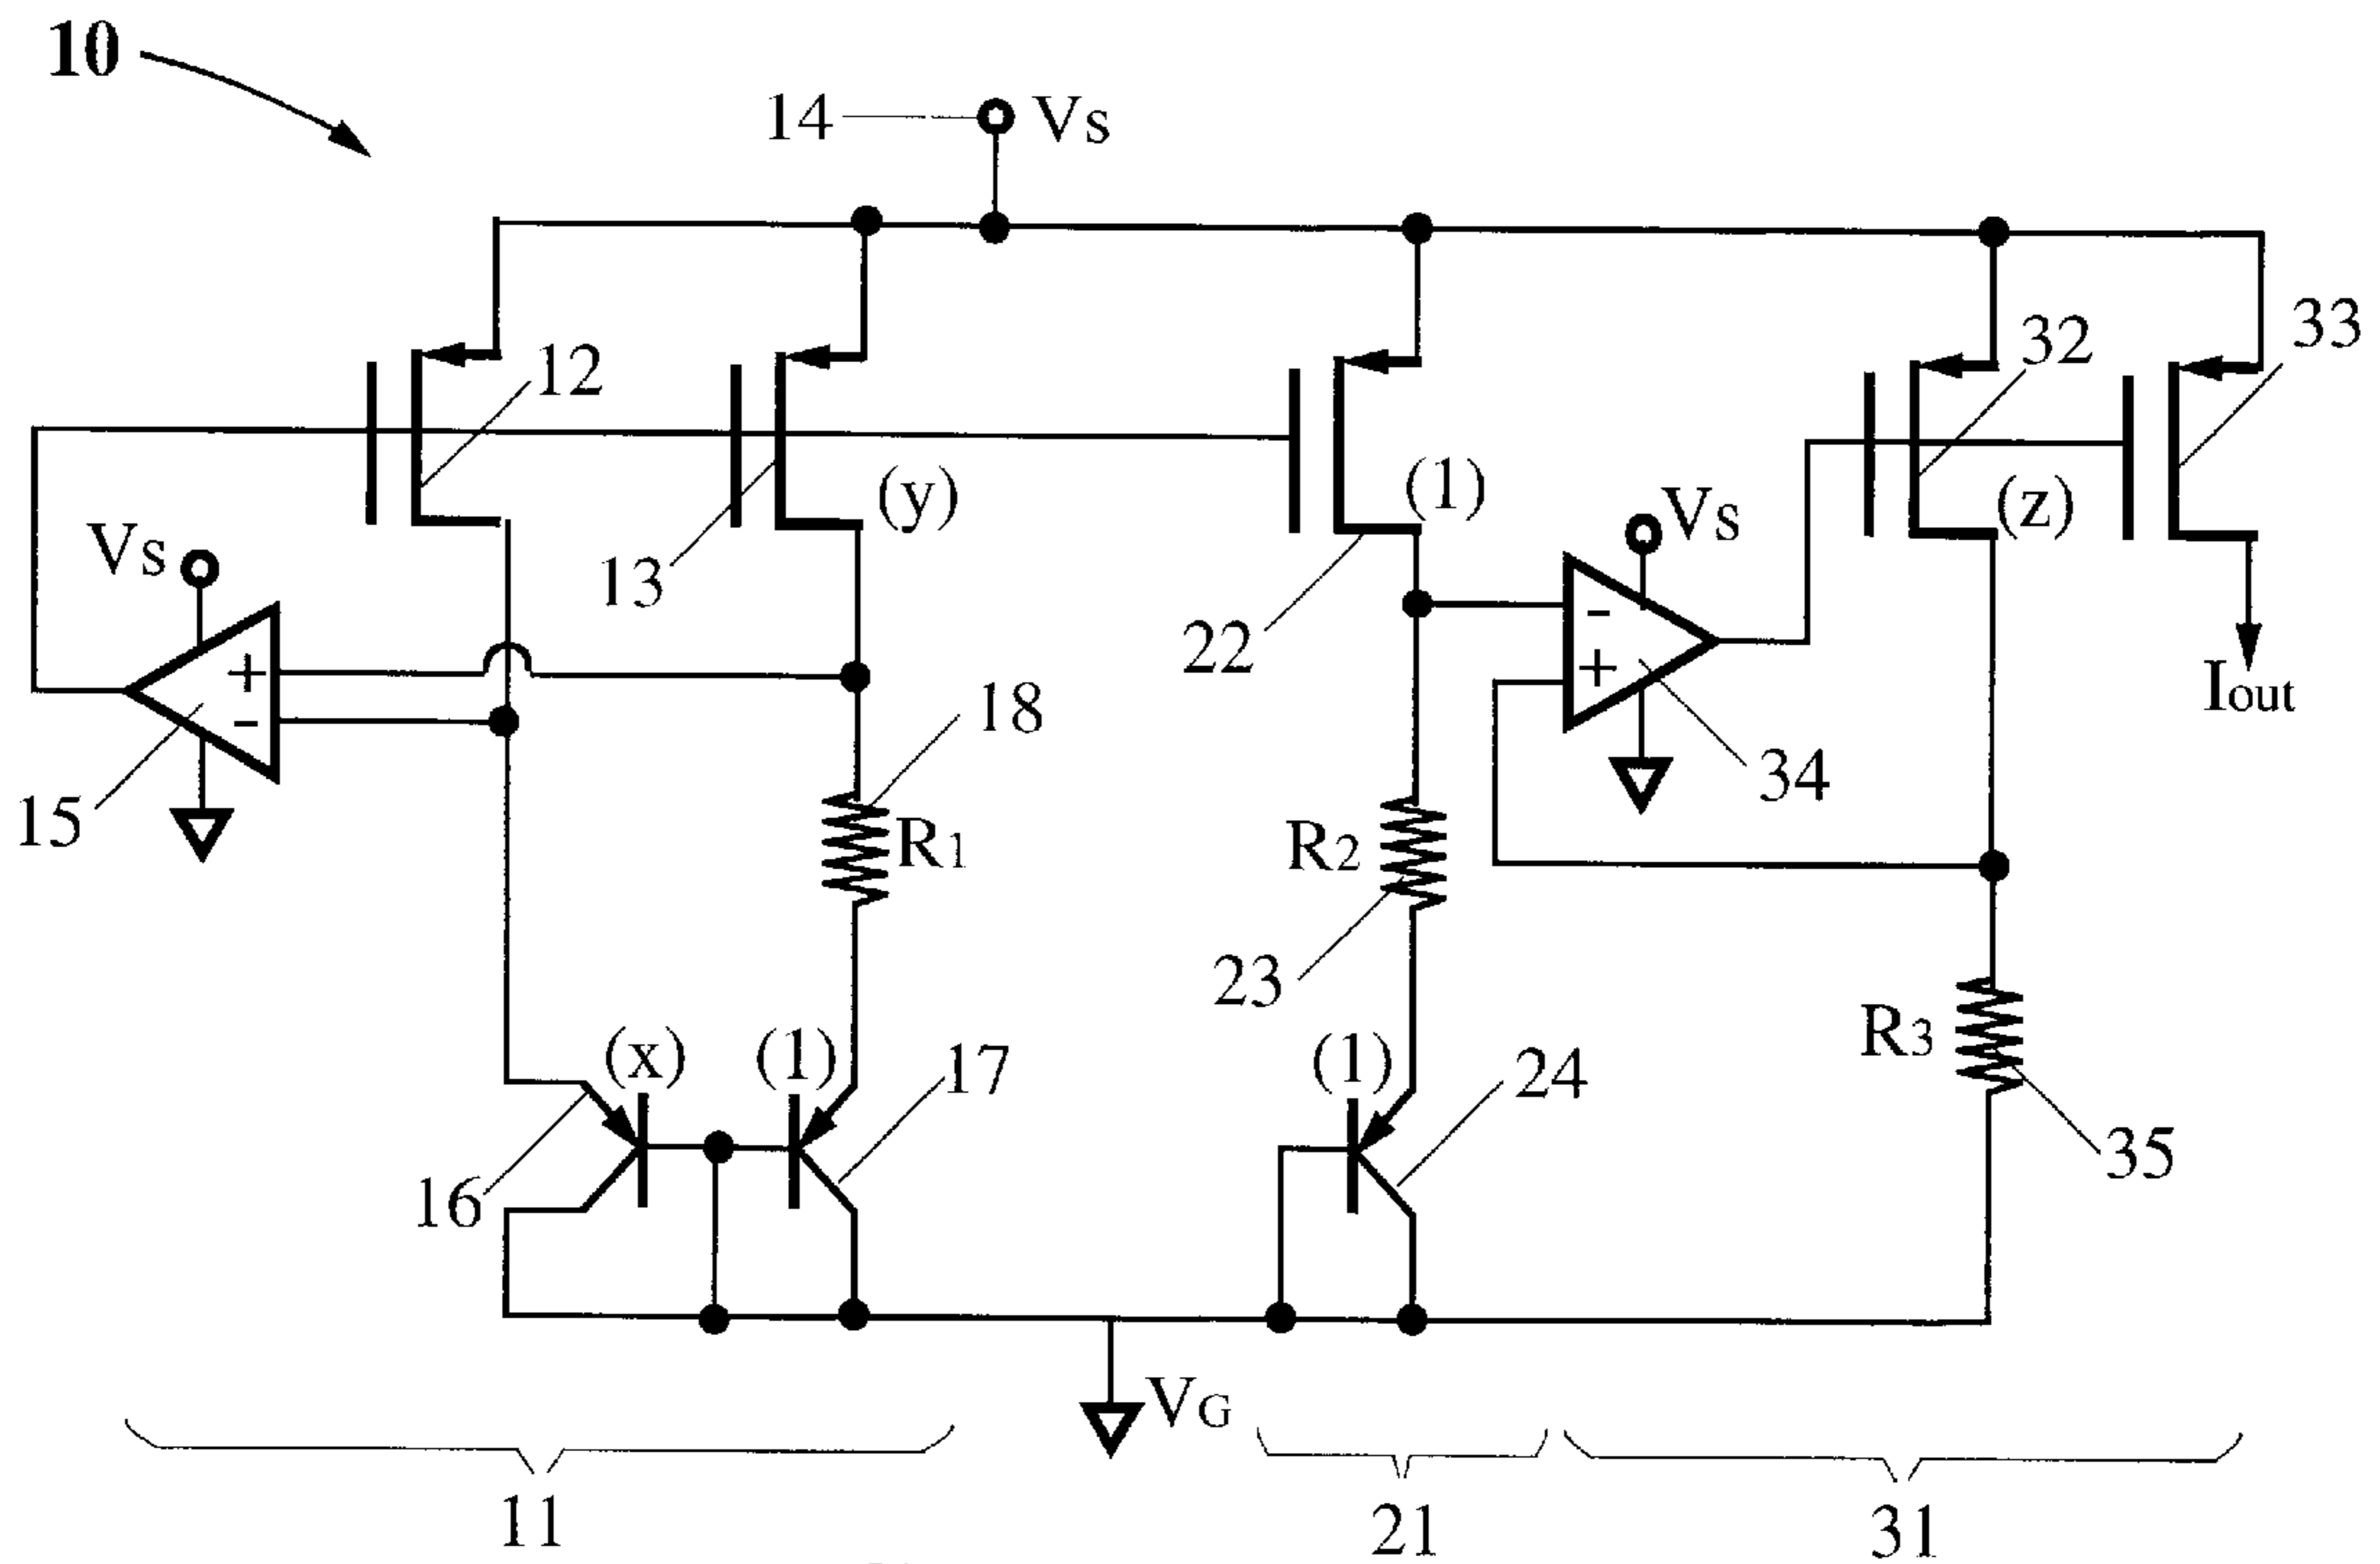 10
14
Vs
12
13
(y)
(1)
22
Vs
32
(z)
33
Iout
Vs
+
-
15
18
R1
R2
23
-
+
34
R3
35
(x)
(1)
16
17
(1)
24
VG
11
21
31